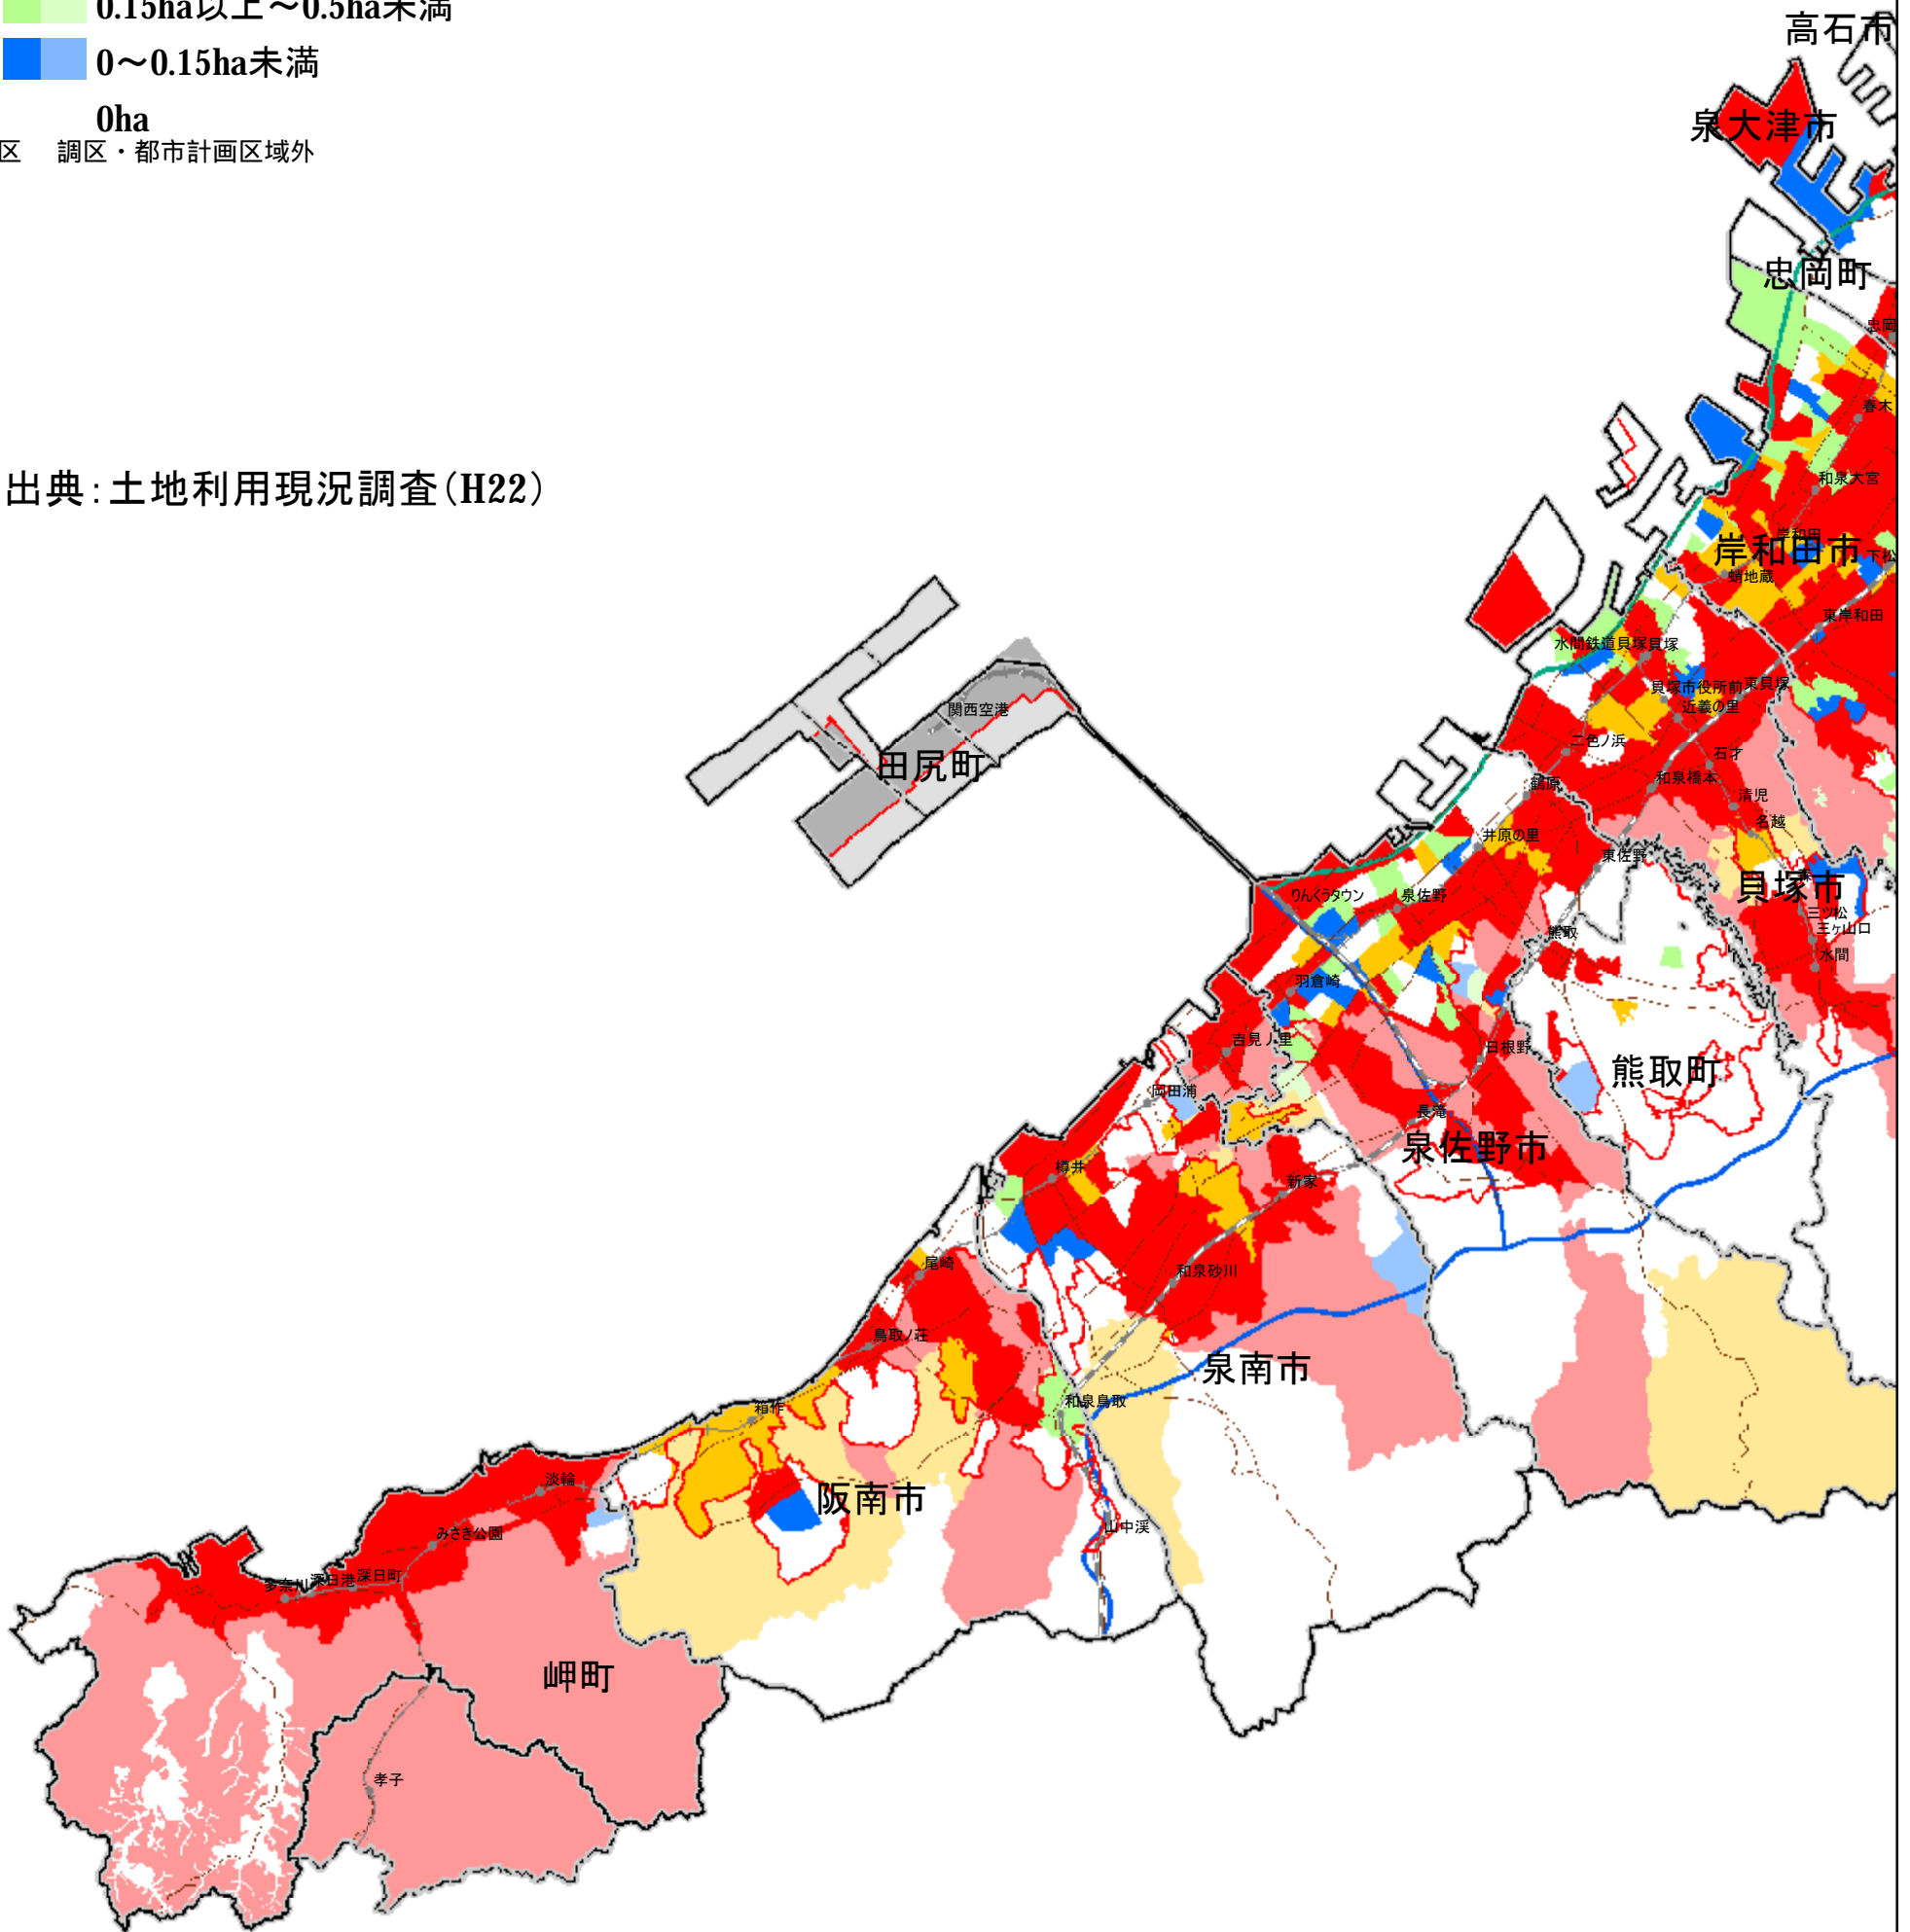 0.15ha以上～0.5ha未満
0～0.15ha未満
0ha
区 調区・都市計画区域外
出典：土地利用現況調査（H22）
高石市
泉大津市
忠岡町
忠岡
春木
和泉大宮
岸和田
岸和田市
下松
蛸地蔵
東岸和田
水間鉄道貝塚
貝塚
貝塚市役所前
東貝塚
近義の里
二色ノ浜
石才
和泉橋本
鶴原
清児
名越
井原の里
東佐野
貝塚市
森
三ツ松
三ヶ山口
水間
関西空港
田尻町
りんくうタウン
泉佐野
熊取
羽倉崎
吉見ノ里
日根野
熊取町
岡田浦
長滝
泉佐野市
樽井
新家
尾崎
和泉砂川
鳥取ノ荘
泉南市
和泉鳥取
箱作
淡輪
阪南市
山中渓
みさき公園
多奈川
深日港
深日町
岬町
孝子